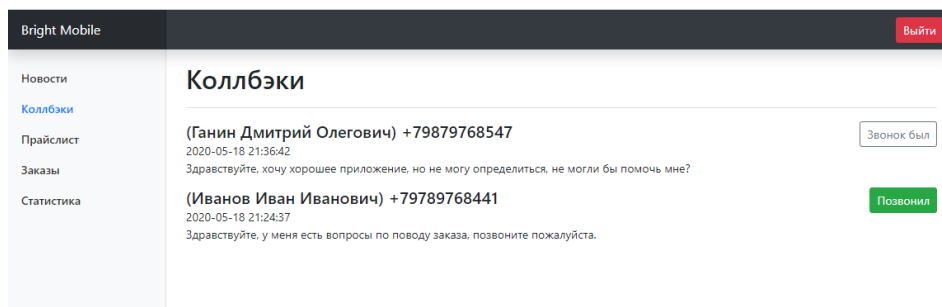 Bright Mobile
Выйти
Новости
Коллбэки
Прайслист
Заказы
Статистика
Коллбэки
(Ганин Дмитрий Олегович) +79879768547
Звонок был
2020-05-18 21:36:42
Здравствуйте, хочу хорошее приложение, но не могу определиться, не могли бы помочь мне?
(Иванов Иван Иванович) +79789768441
Позвонил
2020-05-18 21:24:37
Здравствуйте, у меня есть вопросы по поводу заказа, позвоните пожалуйста.